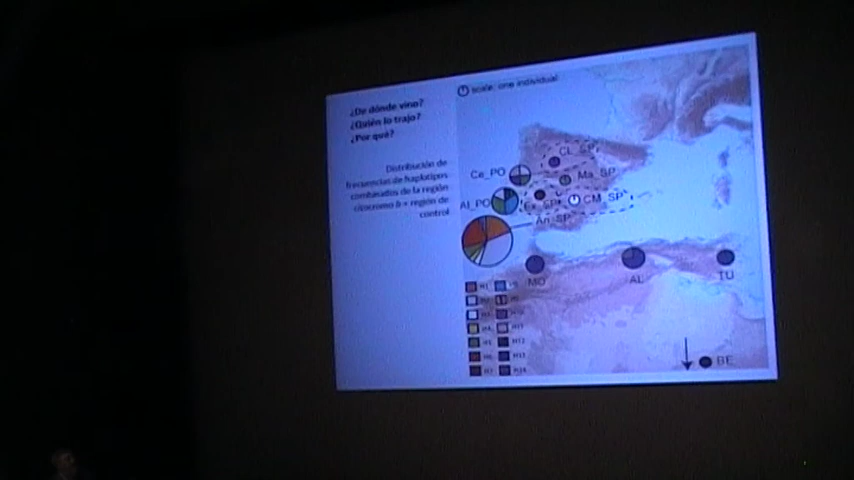 ¿De dónde vino?
¿Quién lo trajo?
¿Por qué?
Distribución de
frecuencias de haplotipos
combinados de la región
citocromo b + región de
control
scale: one individual
CL_SP
Ce_PO
Ma_SP
Al_PO
Ex_SP
CM_SP
An_SP
MO
AL
TU
BE